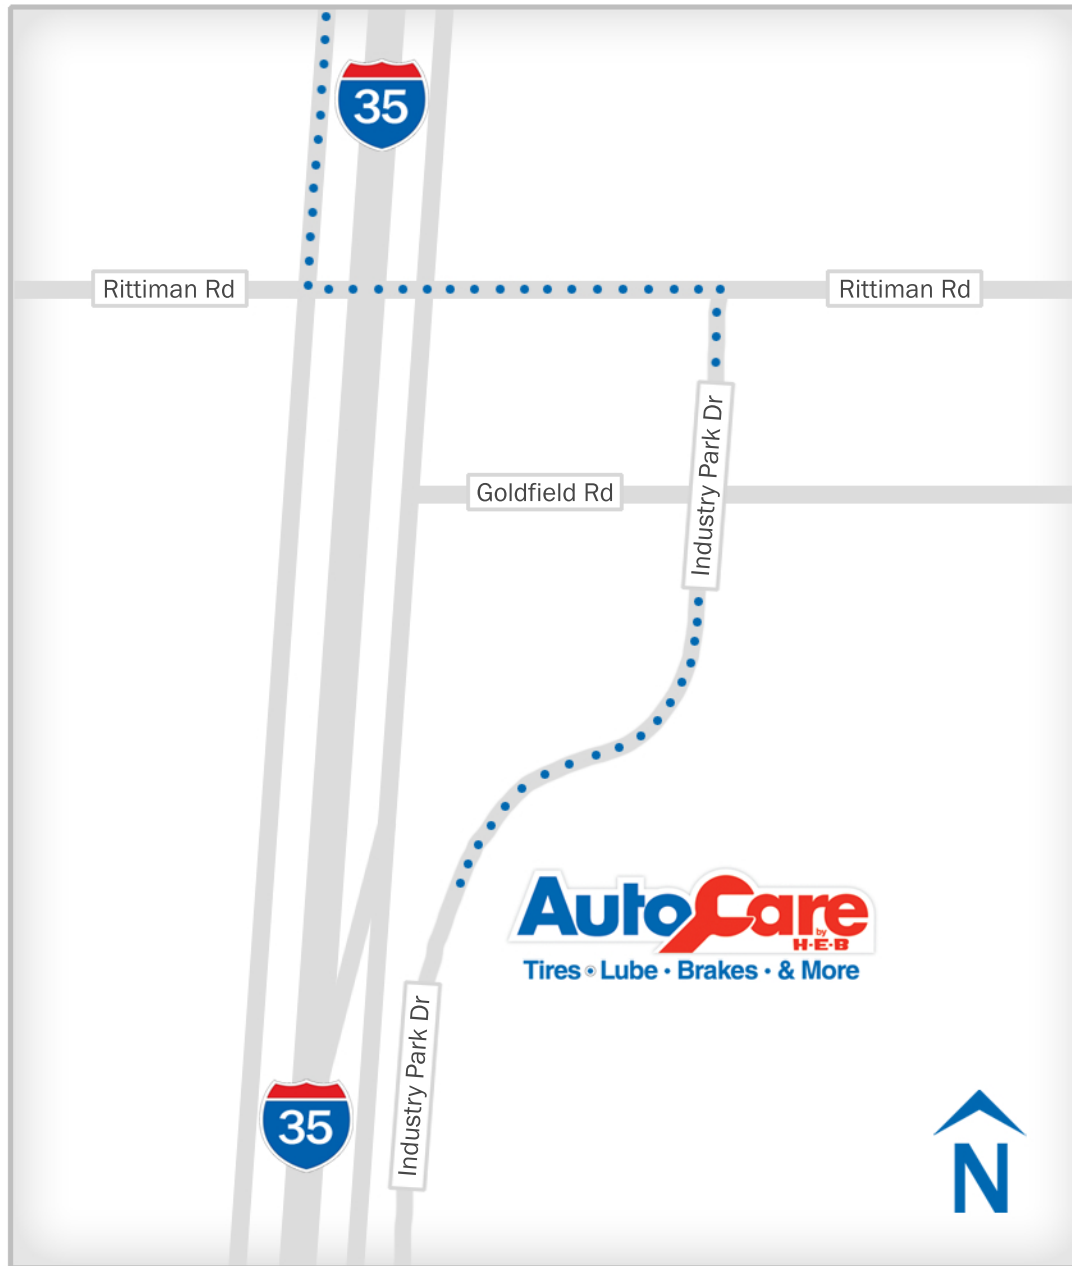 35
Rittiman Rd
Rittiman Rd
Industry Park Dr
Goldfield Rd
AutoCare
by
H-E-B
Tires • Lube • Brakes • & More
Industry Park Dr
35
N